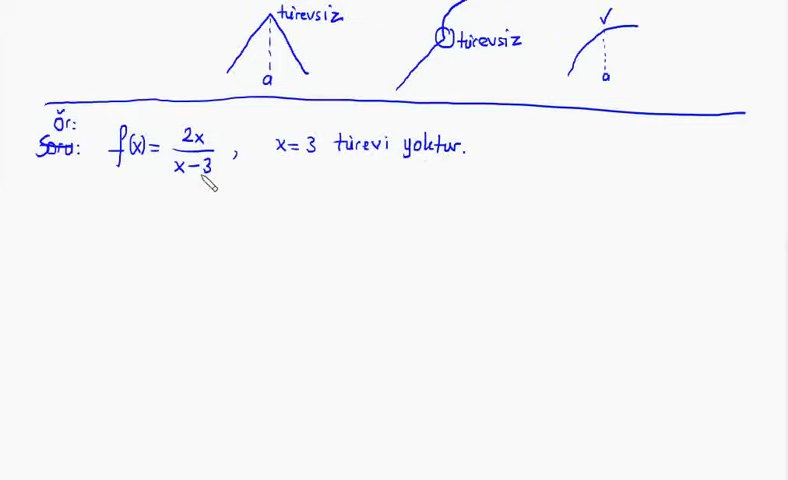 türevsiz
türevsiz
✓
a
a
Ör:
Soru: f(x) = 2x / x-3 , x = 3 türevi yoktur.